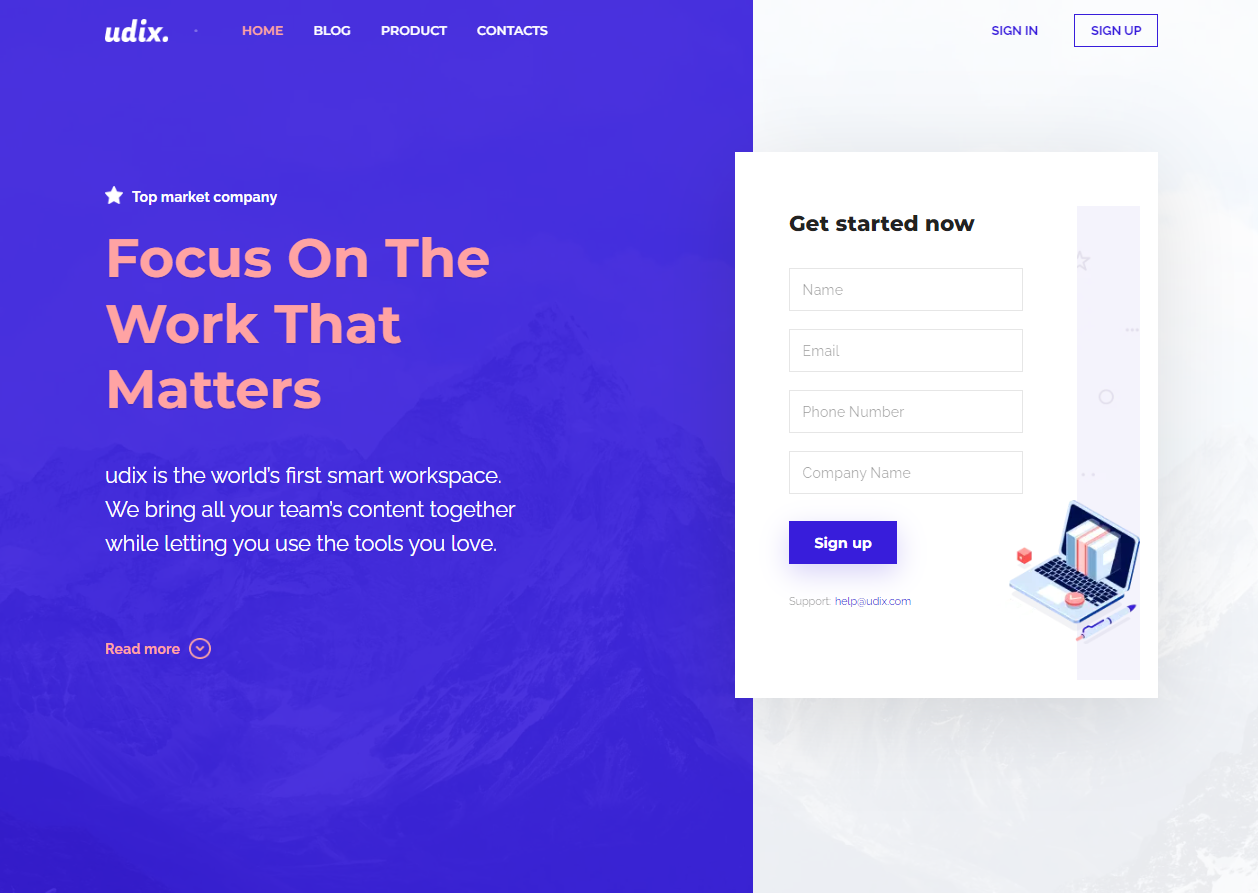 udix.
HOME BLOG PRODUCT CONTACTS
SIGN IN SIGN UP
Top market company
Focus On The
Work That
Matters
udix is the world’s first smart workspace.
We bring all your team’s content together
while letting you use the tools you love.
Read more
Get started now
Name
Email
Phone Number
Company Name
Sign up
Support: help@udix.com